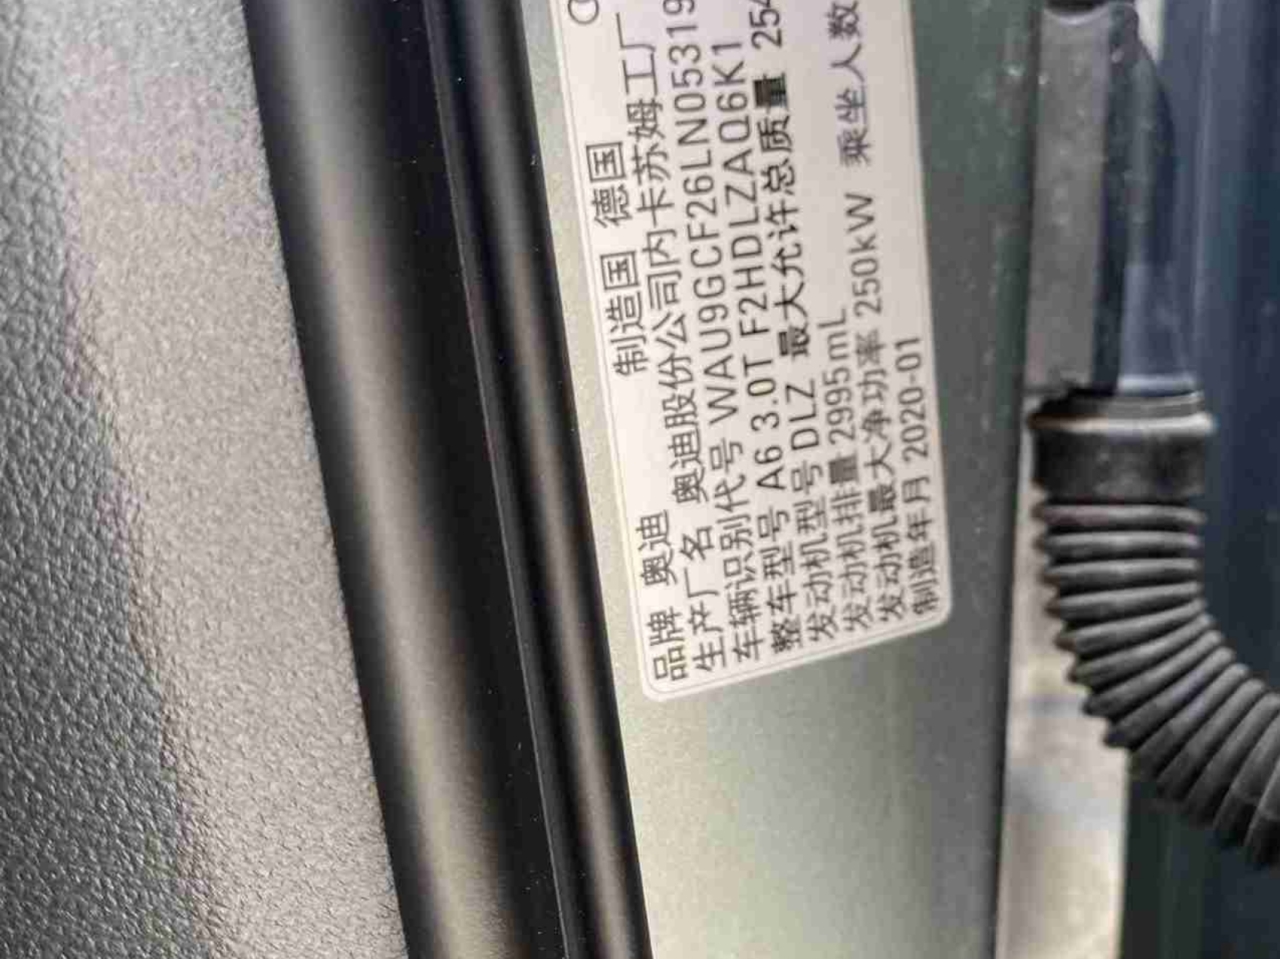 制造国 德国
品牌 奥迪
生产厂名 奥迪股份公司内卡苏姆工厂
车辆识别代号 WAU9GCF26LN05319
整车型号 A6 3.0T F2HDLZAQ6K1
发动机型号 DLZ 最大允许总质量 254
发动机排量 2995mL
发动机最大净功率 250kW 乘坐人数
制造年月 2020-01